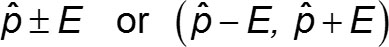 p̂ ± E or (p̂ − E, p̂ + E)